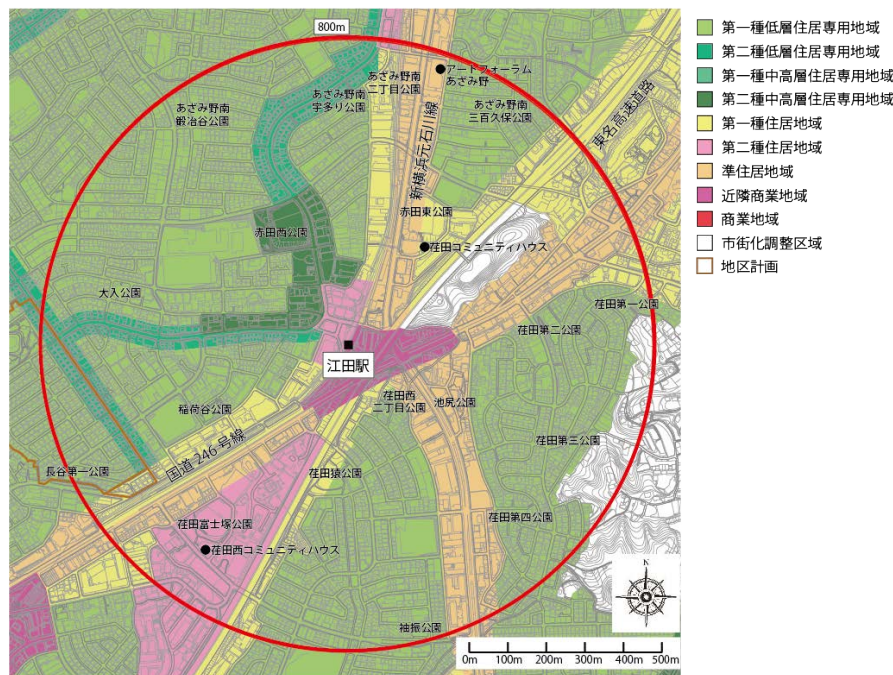 800m
アートフォーラム
あざみ野
あざみ野南
二丁目公園
あざみ野南
宇多り公園
あざみ野南
鍛冶谷公園
あざみ野南
三百久保公園
東名高速道路
新横浜元石川線
赤田東公園
赤田西公園
荏田コミュニティハウス
大入公園
荏田第一公園
荏田第二公園
江田駅
荏田西
二丁目公園
池尻公園
稲荷谷公園
荏田第三公園
国道246号線
長谷第一公園
荏田猿公園
荏田富士塚公園
荏田第四公園
荏田西コミュニティハウス
袖振公園
N
0m 100m 200m 300m 400m 500m
第一種低層住居専用地域
第二種低層住居専用地域
第一種中高層住居専用地域
第二種中高層住居専用地域
第一種住居地域
第二種住居地域
準住居地域
近隣商業地域
商業地域
市街化調整区域
地区計画